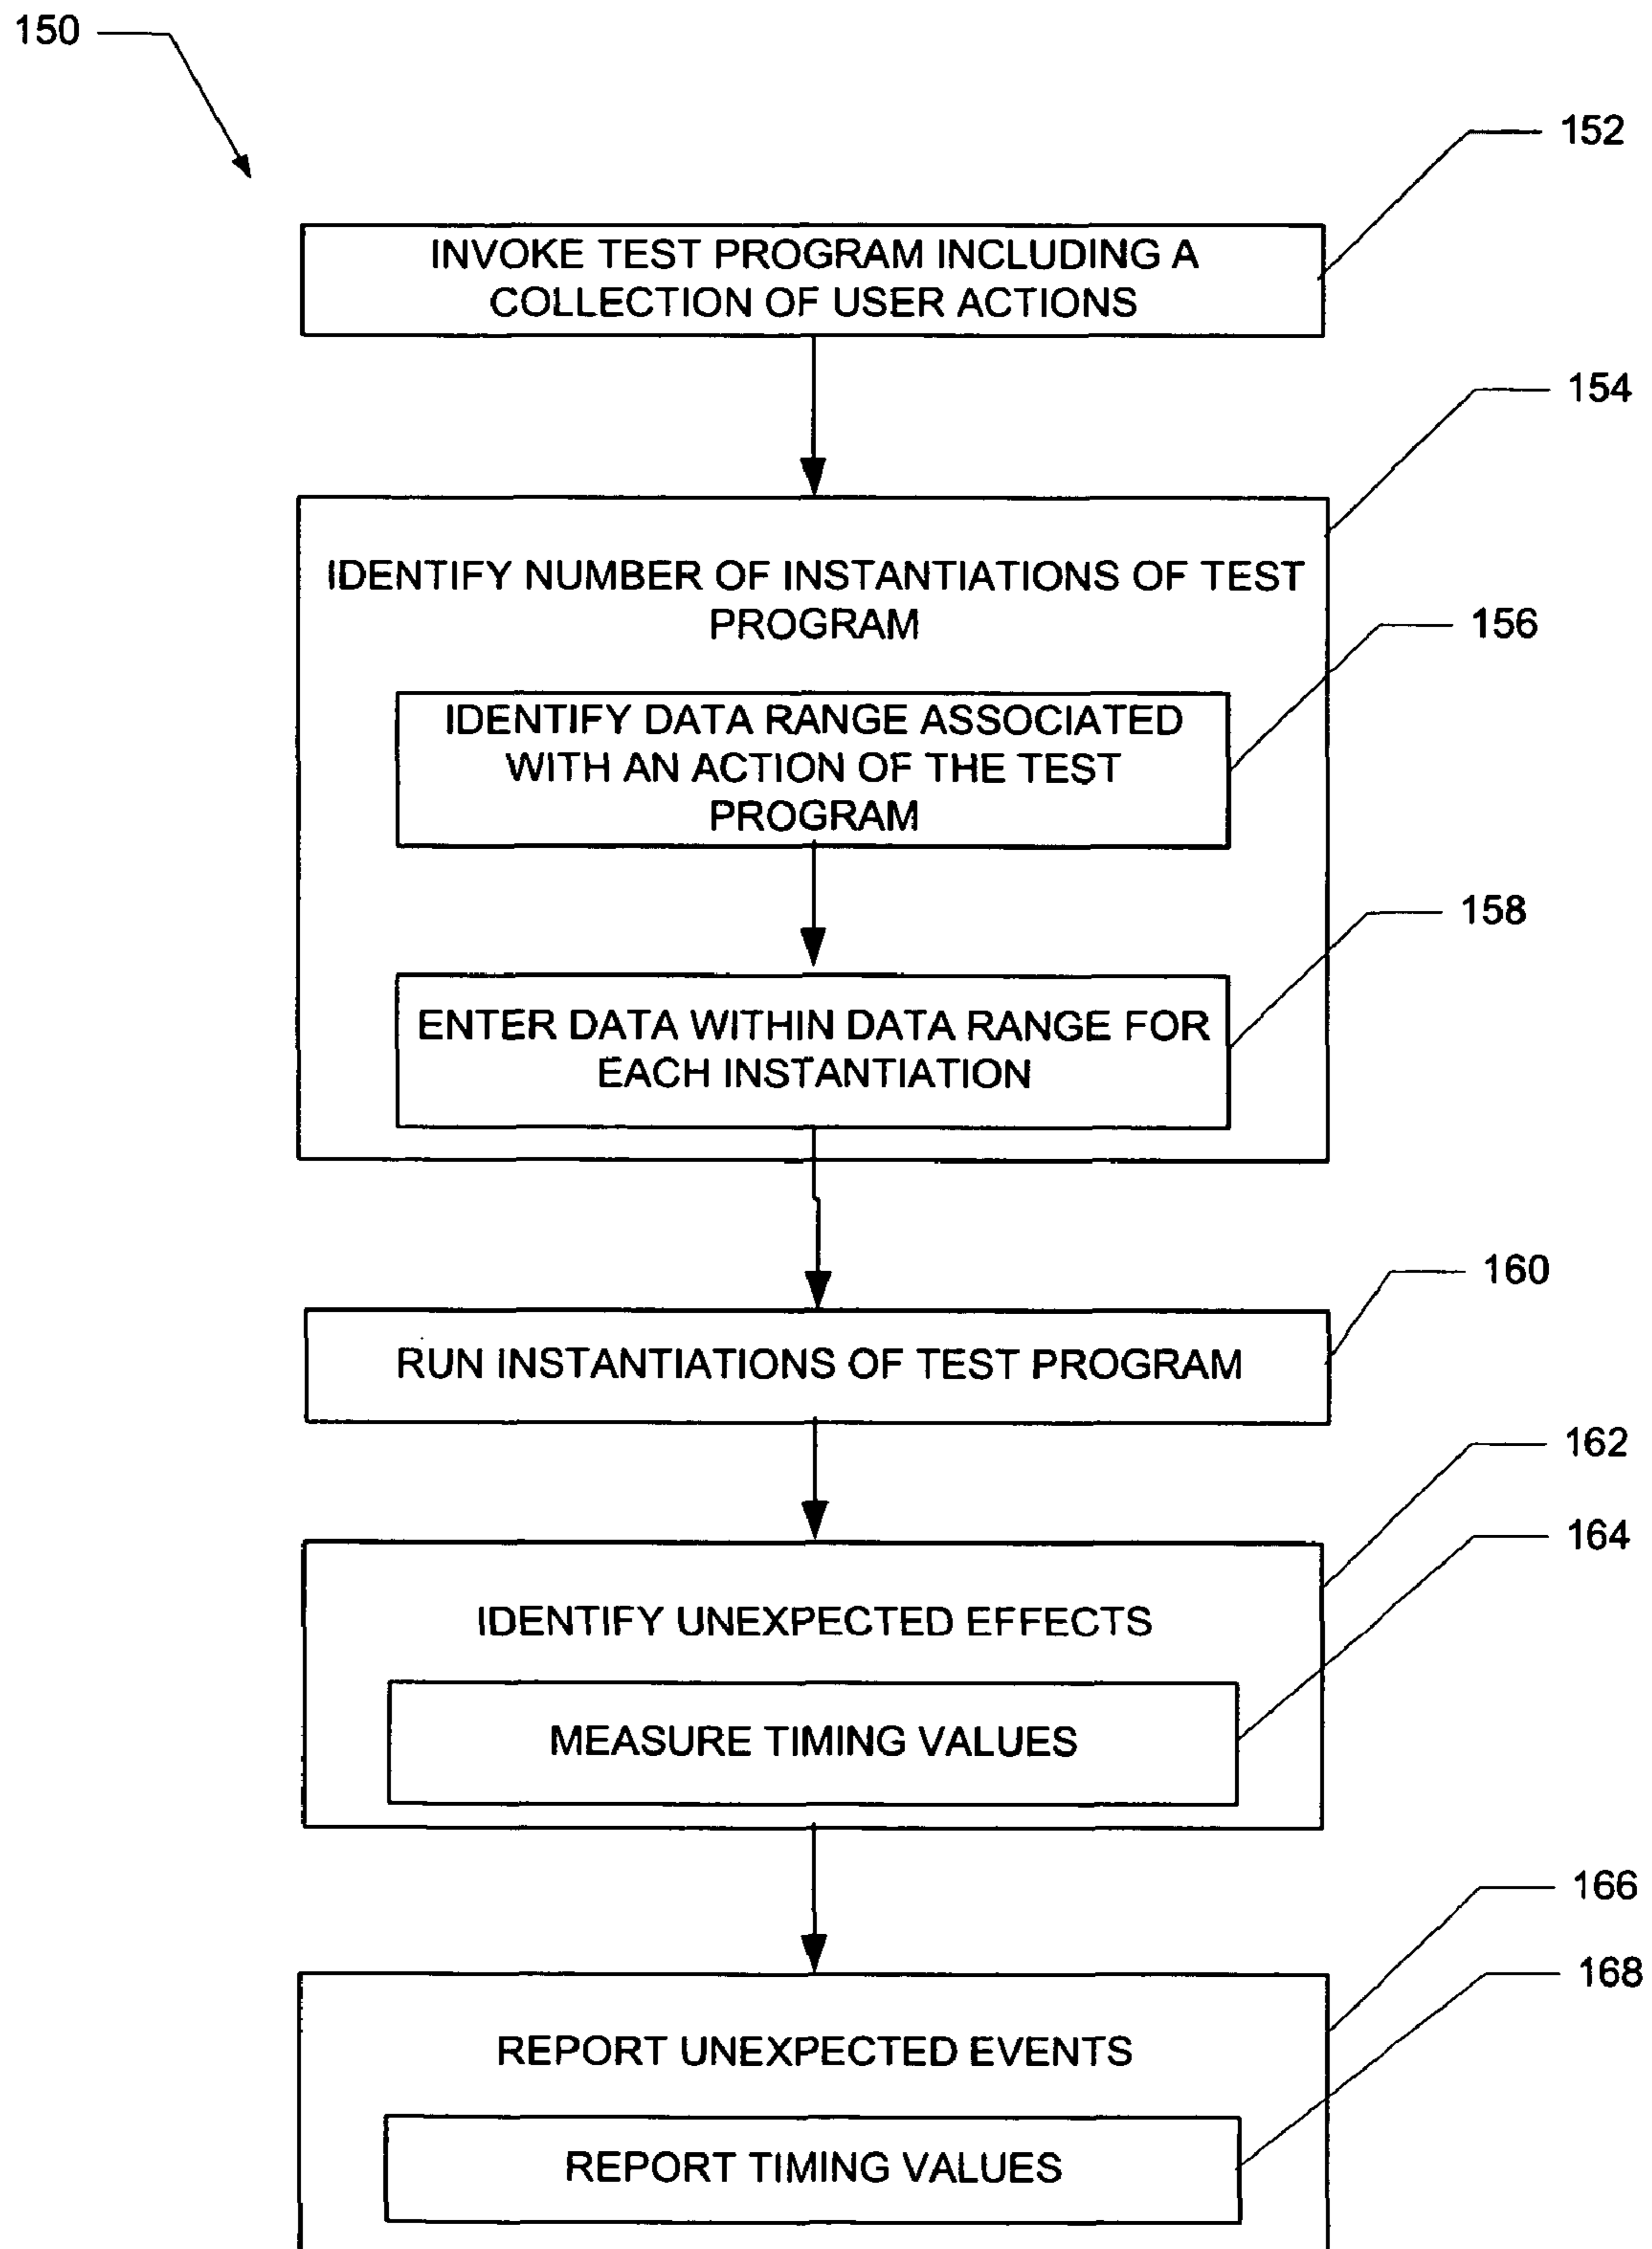 150
152
INVOKE TEST PROGRAM INCLUDING A
COLLECTION OF USER ACTIONS
154
IDENTIFY NUMBER OF INSTANTIATIONS OF TEST
PROGRAM
156
IDENTIFY DATA RANGE ASSOCIATED
WITH AN ACTION OF THE TEST
PROGRAM
158
ENTER DATA WITHIN DATA RANGE FOR
EACH INSTANTIATION
160
RUN INSTANTIATIONS OF TEST PROGRAM
162
164
IDENTIFY UNEXPECTED EFFECTS
MEASURE TIMING VALUES
166
168
REPORT UNEXPECTED EVENTS
REPORT TIMING VALUES